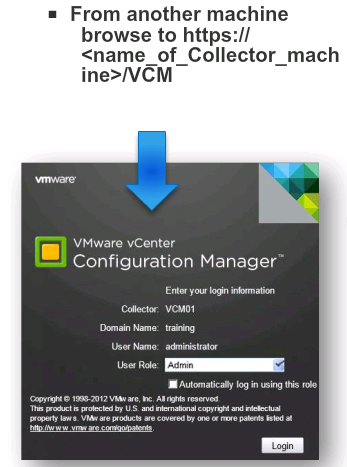 From another machine
browse to https://
<name_of_Collector_mach
ine>/VCM
vmware
VMware vCenter
Configuration Manager™
Enter your login information
Collector: VCM01
Domain Name: training
User Name: administrator
User Role: Admin
Automatically log in using this role
Copyright © 1998-2012 VMware, Inc. All rights reserved.
This product is protected by U.S. and international copyright and intellectual
property laws. VMware products are covered by one or more patents listed at
http://www.vmware.com/go/patents.
Login